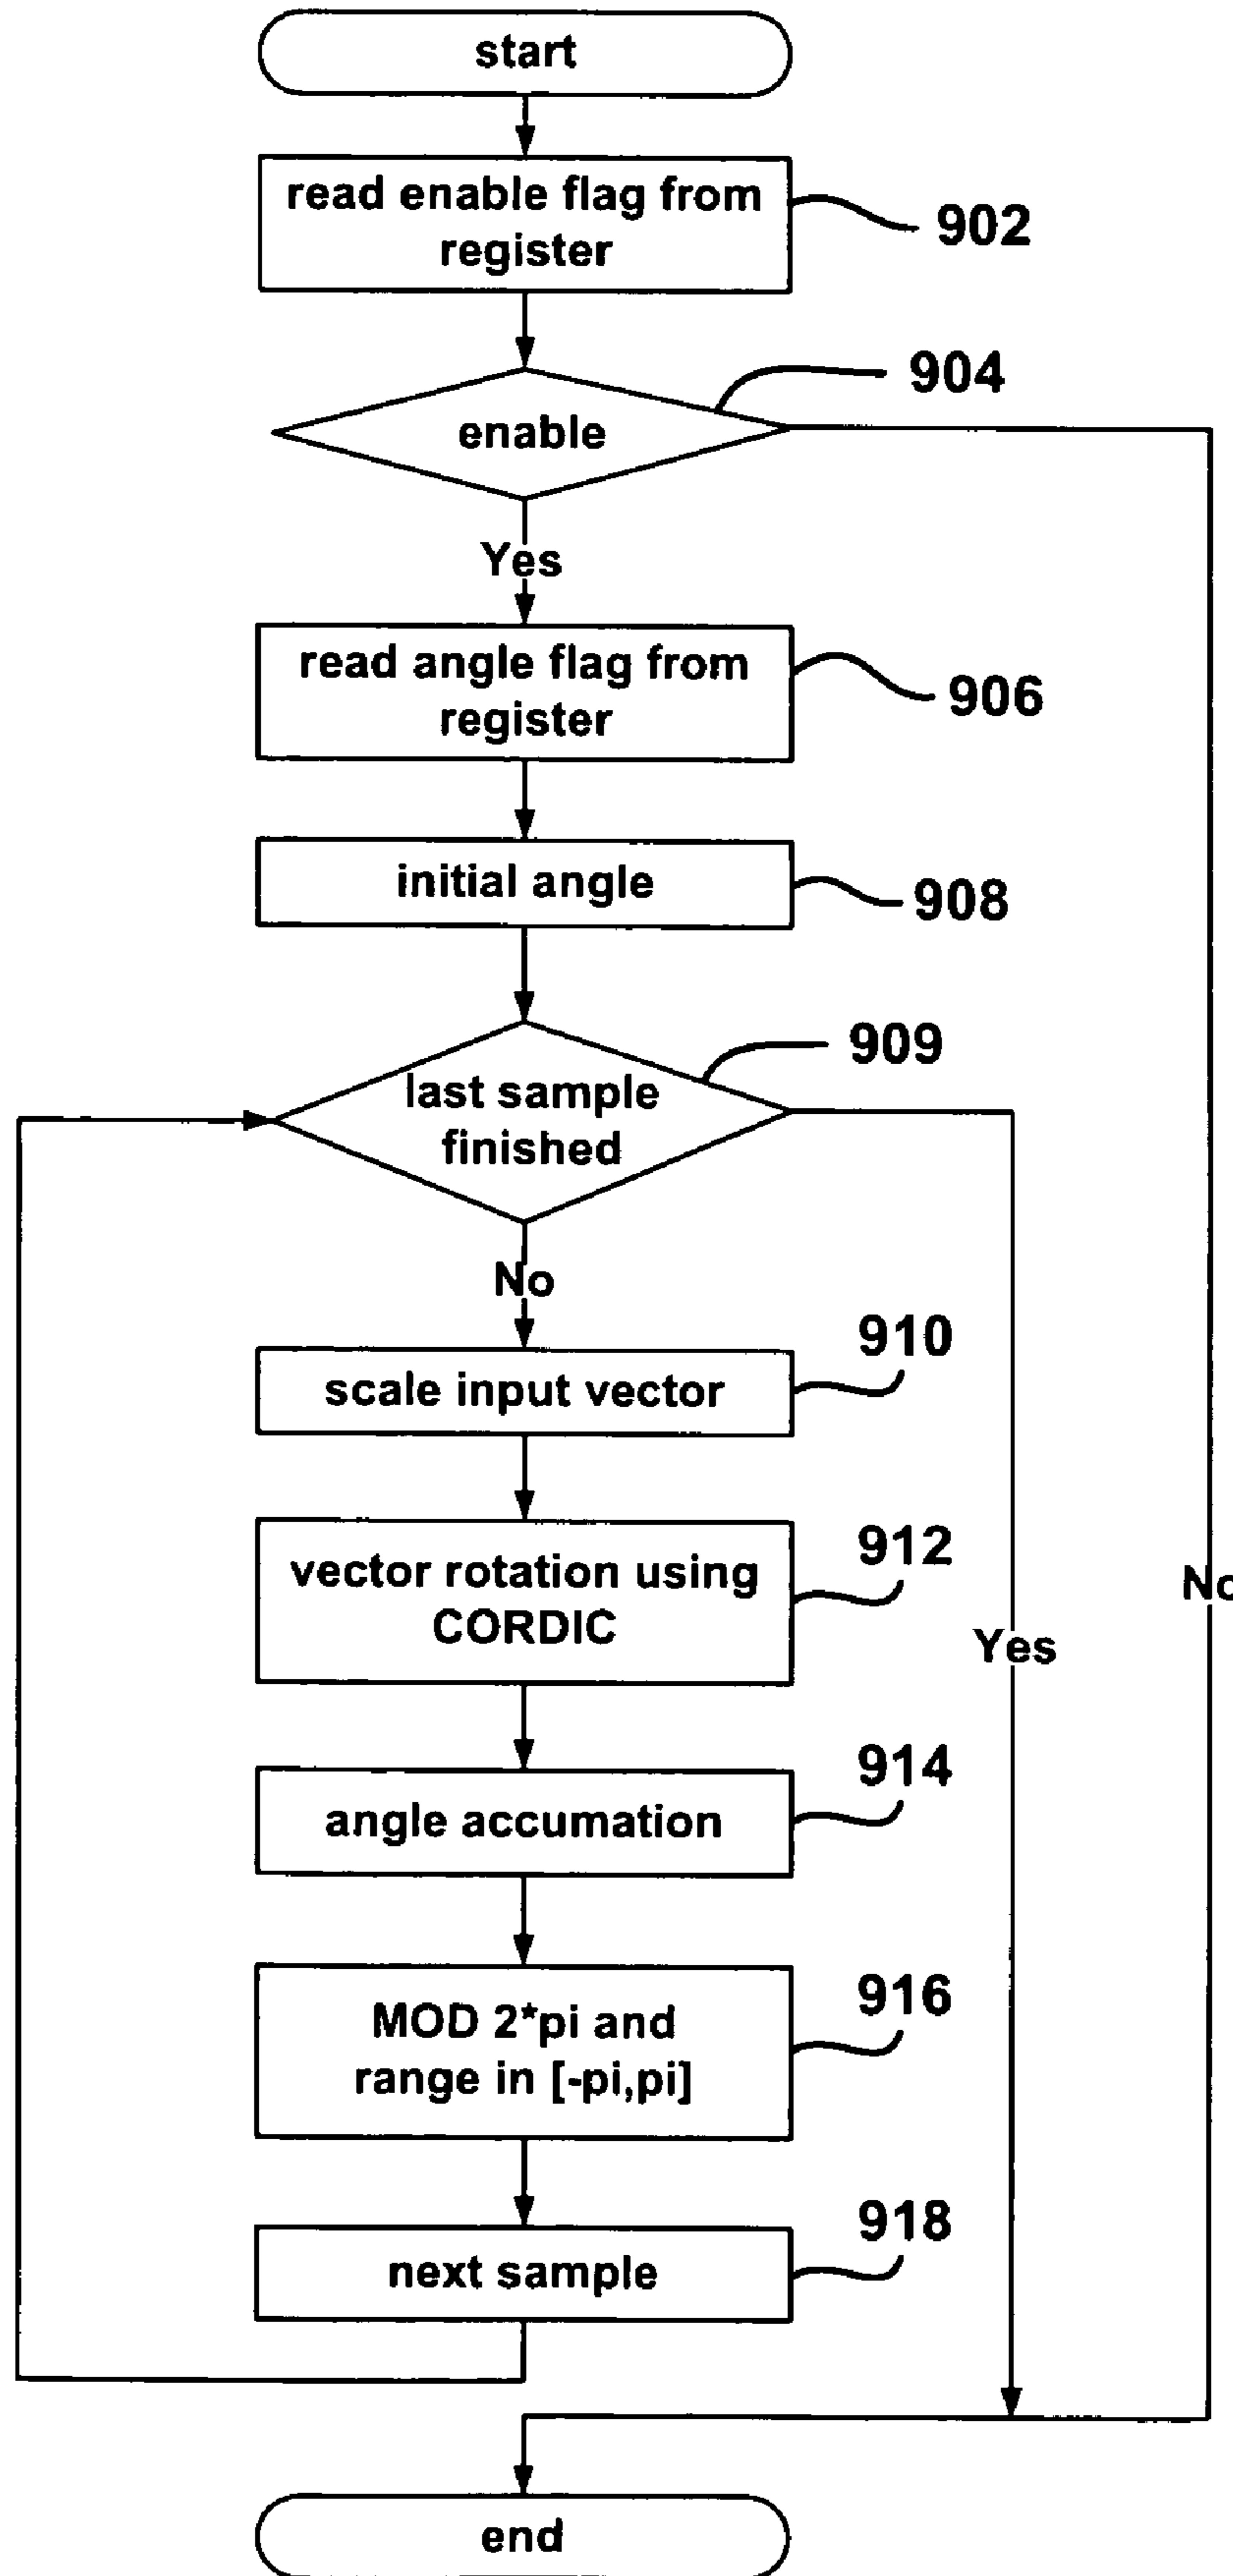 start
read enable flag from
register
902
904
enable
Yes
read angle flag from
register
906
initial angle
908
909
last sample
finished
No
910
scale input vector
912
vector rotation using
CORDIC
No
Yes
914
angle accumation
916
MOD 2*pi and
range in [-pi,pi]
918
next sample
end